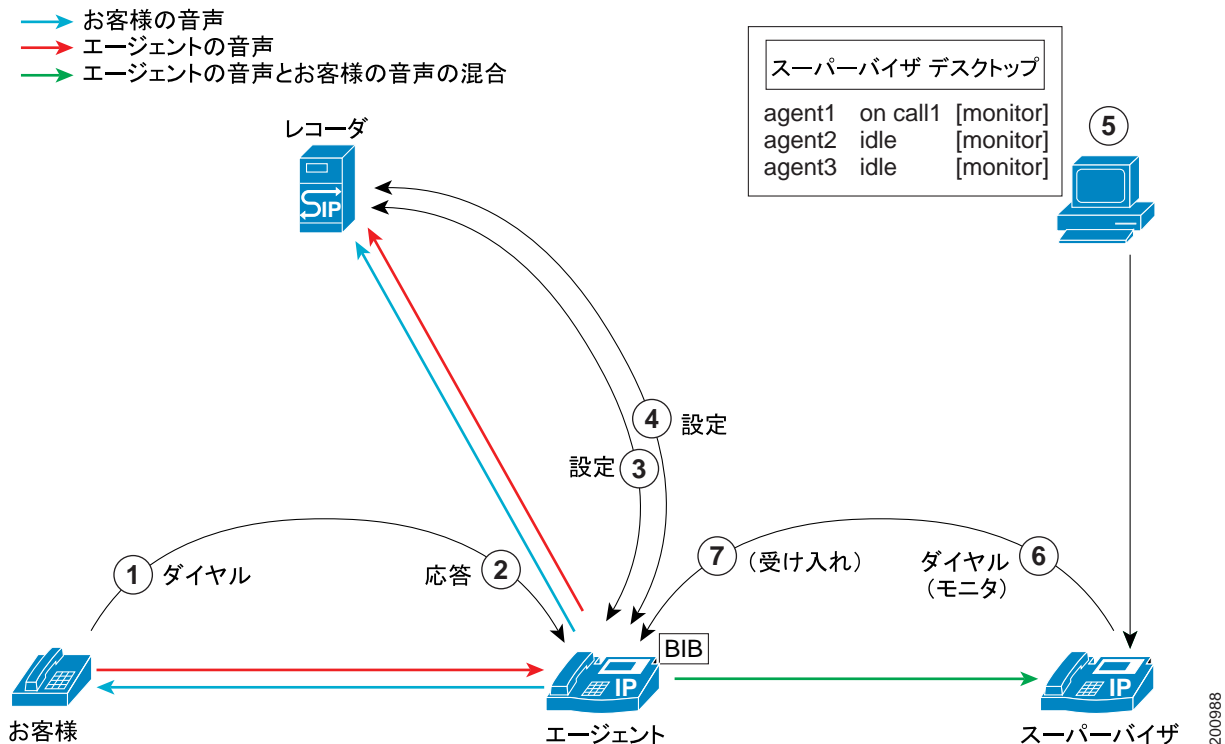 お客様の音声
エージェントの音声
エージェントの音声とお客様の音声の混合
スーパーバイザ デスクトップ
agent1 on call1 [monitor]
agent2 idle [monitor]
agent3 idle [monitor]
5
レコーダ
SIP
4 設定
設定 3
1 ダイヤル
応答 2
7 (受け入れ)
ダイヤル 6
(モニタ)
BIB
IP
IP
お客様
エージェント
スーパーバイザ
200988